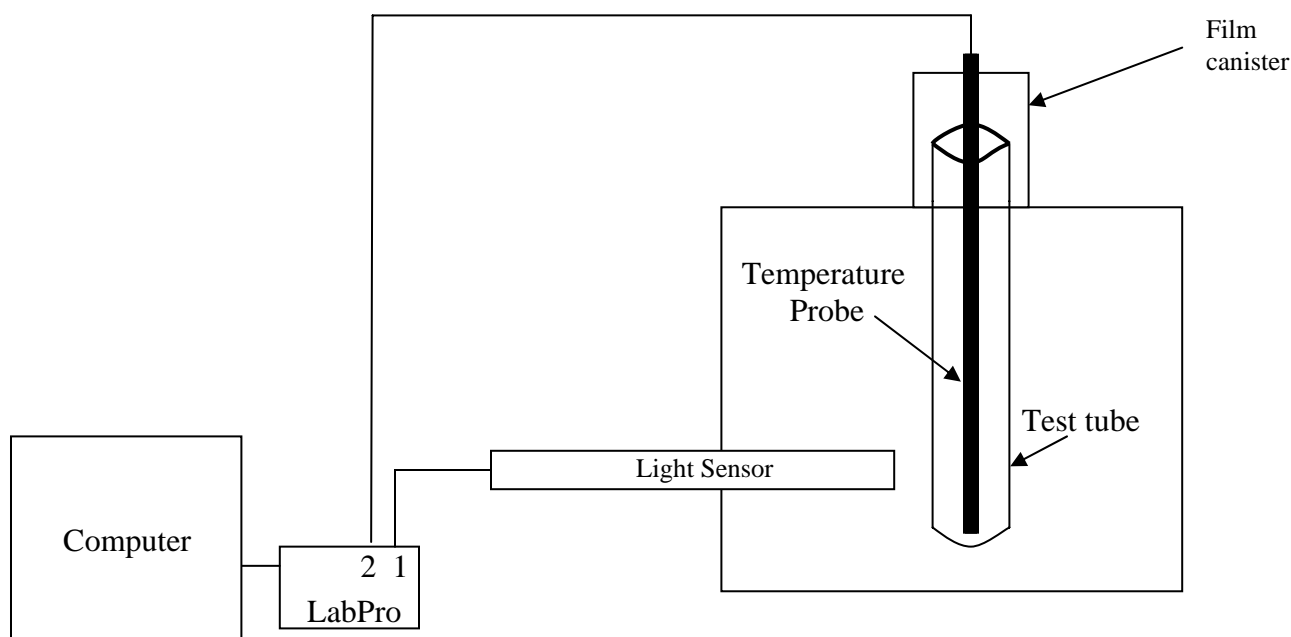 Film
canister
Temperature
Probe
Test tube
Light Sensor
Computer
2 1
LabPro